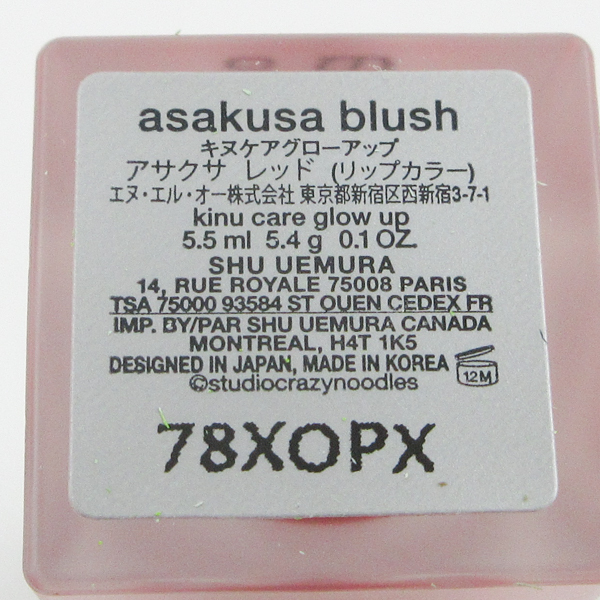 asakusa blush
キヌケアグローアップ
アサクサ レッド (リップカラー)
エヌ・エル・オー株式会社 東京都新宿区西新宿3-7-1
kinu care glow up
5.5 ml 5.4 g 0.1 OZ.
SHU UEMURA
14, RUE ROYALE 75008 PARIS
TSA 75000 93584 ST OUEN CEDEX FR
IMP. BY/PAR SHU UEMURA CANADA
MONTREAL, H4T 1K5
DESIGNED IN JAPAN, MADE IN KOREA
12M
©studiocrazynoodles
78XOPX